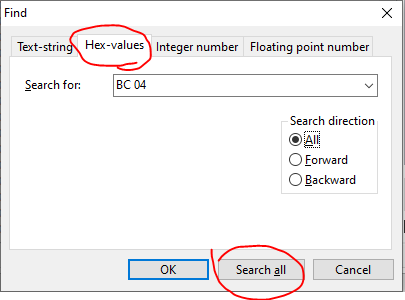 Find
Text-string Hex-values Integer number Floating point number
Search for: BC 04
Search direction
All
Forward
Backward
OK Search all Cancel